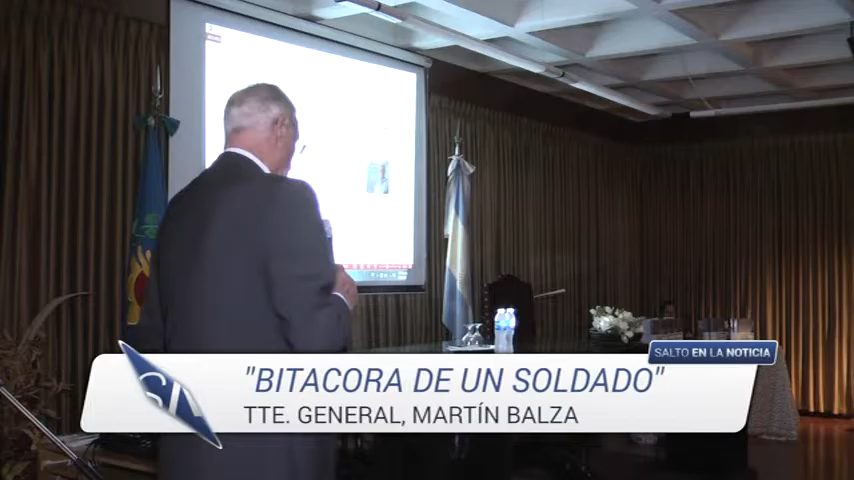 SALTO EN LA NOTICIA
"BITACORA DE UN SOLDADO"
TTE. GENERAL, MARTÍN BALZA